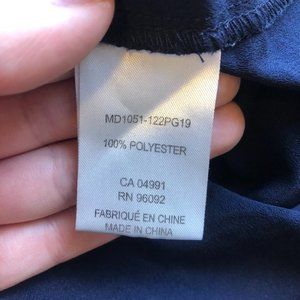 MD1051-122PG19
100% POLYESTER
CA 04991
RN 96092
FABRIQUÉ EN CHINE
MADE IN CHINA